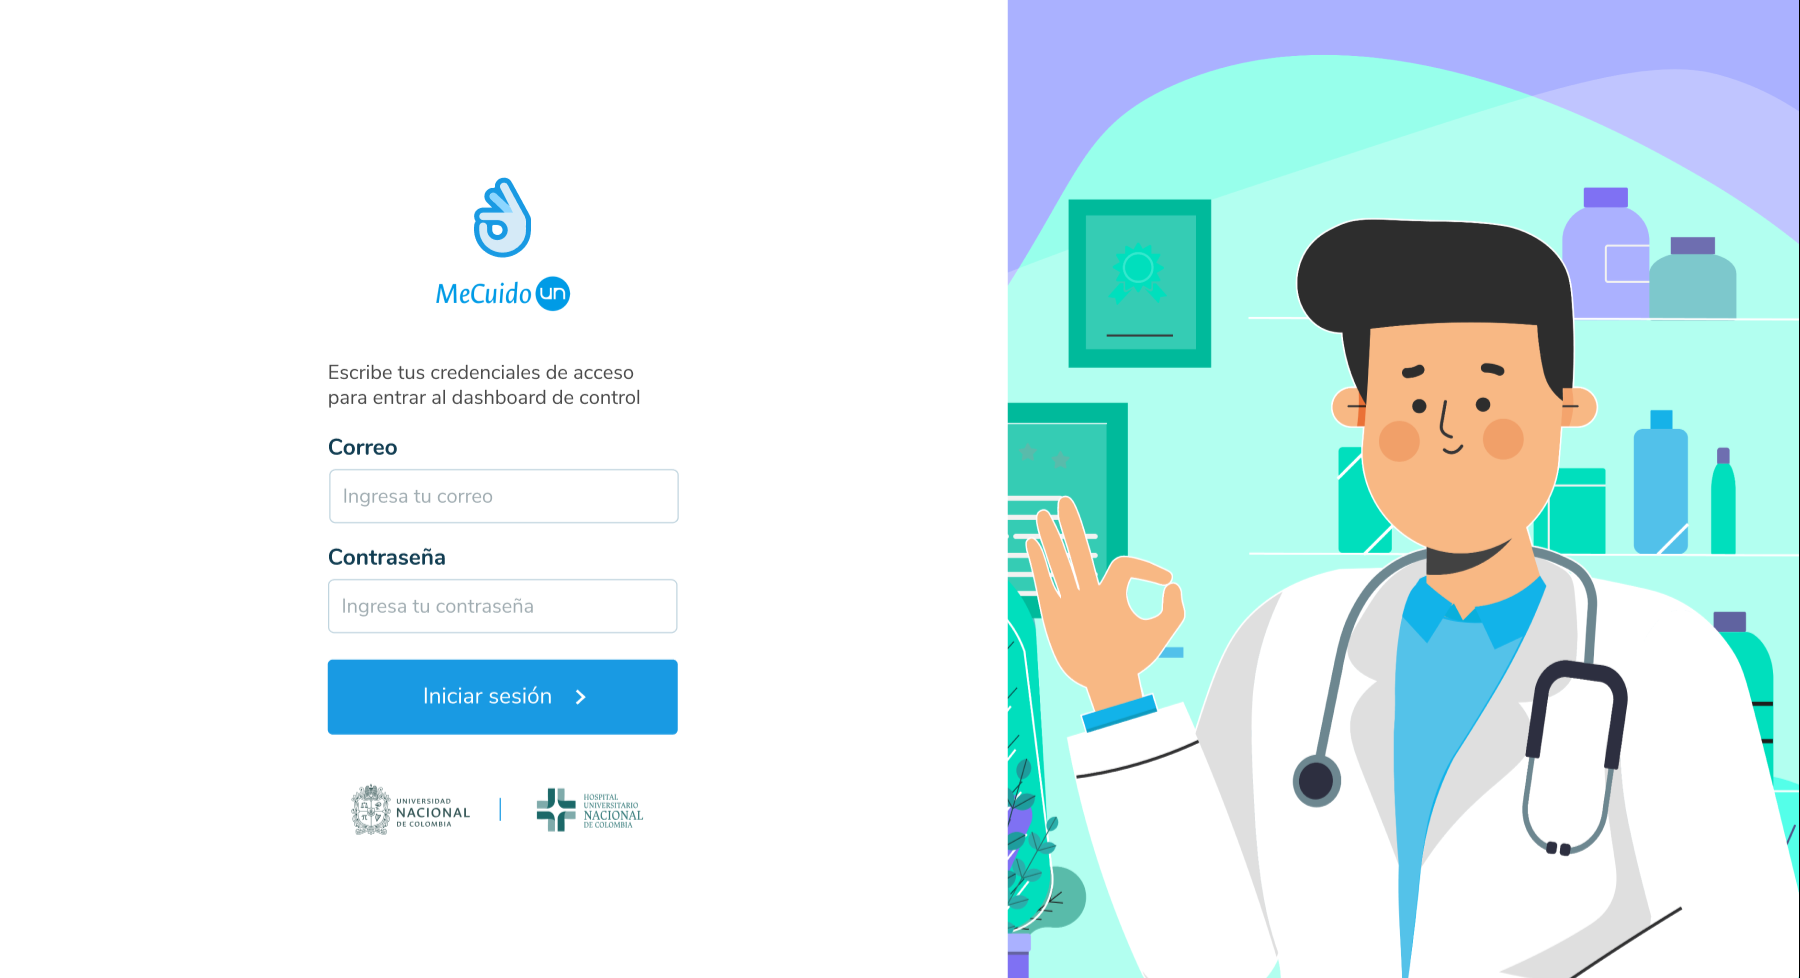 MeCuido un
Escribe tus credenciales de acceso
para entrar al dashboard de control
Correo
Ingresa tu correo
Contraseña
Ingresa tu contraseña
Iniciar sesión
UNIVERSIDAD
NACIONAL
DE COLOMBIA
HOSPITAL
UNIVERSITARIO
NACIONAL
DE COLOMBIA